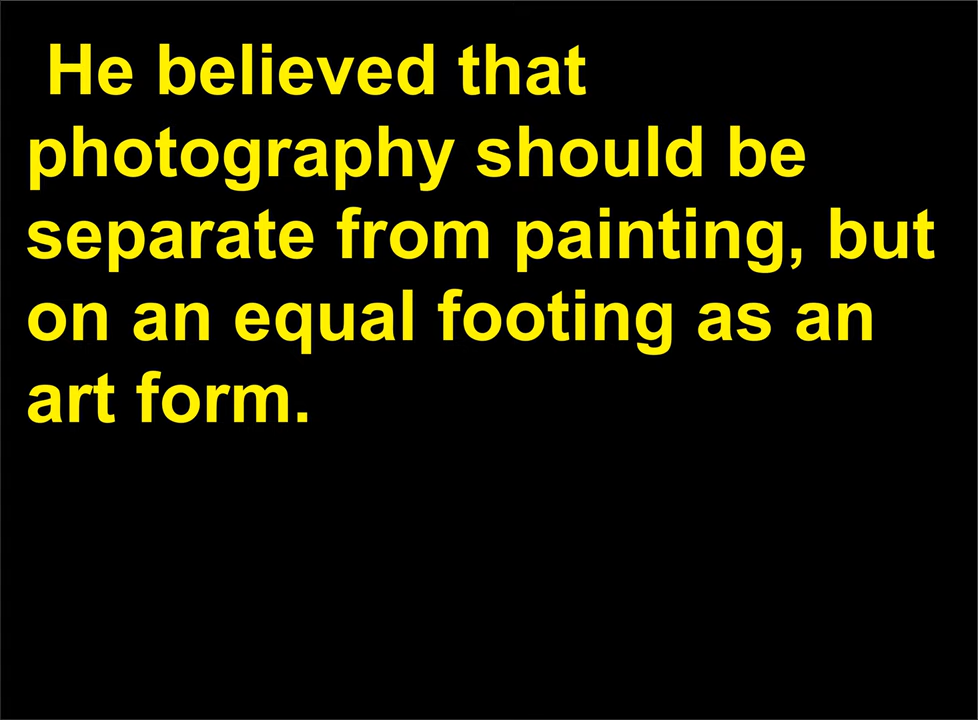 He believed that
photography should be
separate from painting, but
on an equal footing as an
art form.